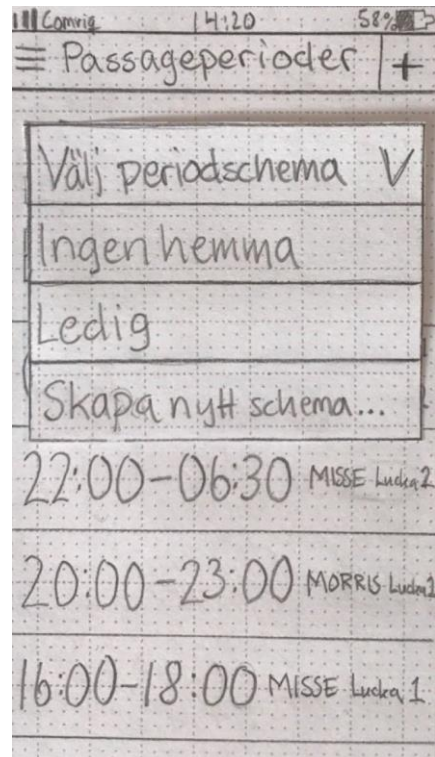 Comviq 14:20 58%
Passageperioder +
Välj periodschema V
Ingen hemma
Ledig
Skapa nytt schema...
22:00-06:30 MISSE Lucka 2
20:00-23:00 MORRIS Lucka 1
16:00-18:00 MISSE Lucka 1